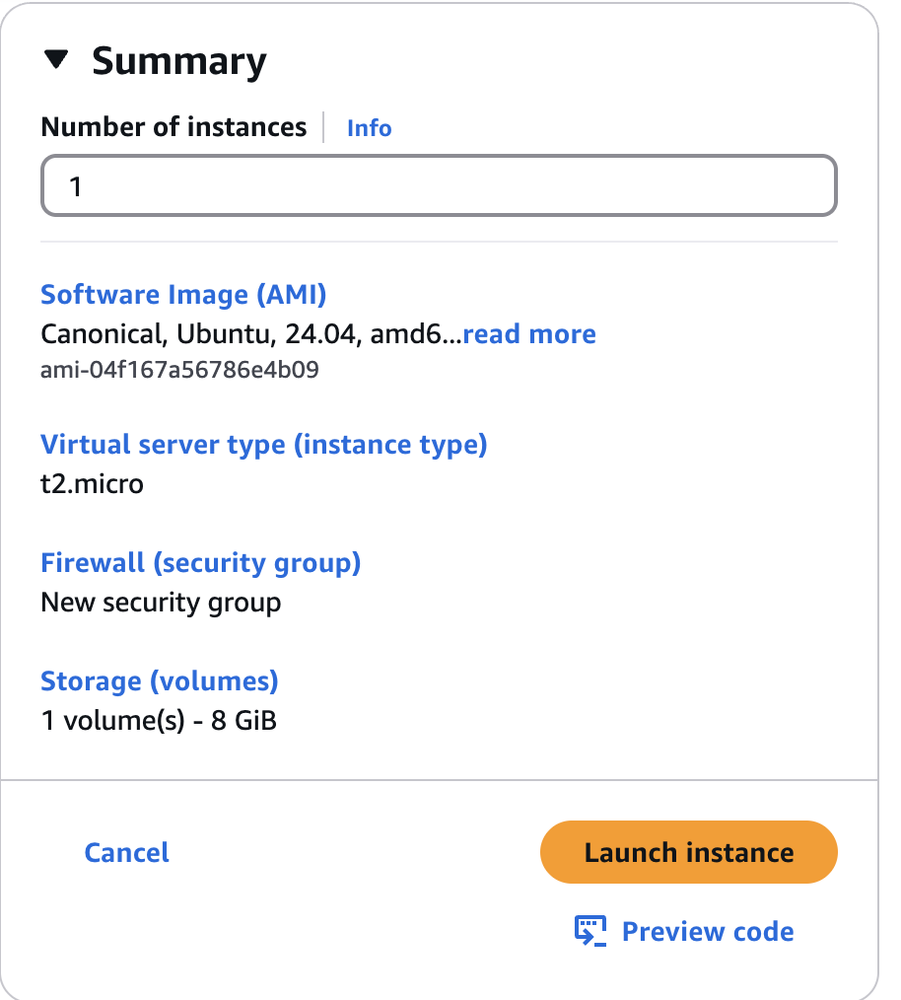 Summary
Number of instances Info
1
Software Image (AMI)
Canonical, Ubuntu, 24.04, amd6...read more
ami-04f167a56786e4b09
Virtual server type (instance type)
t2.micro
Firewall (security group)
New security group
Storage (volumes)
1 volume(s) - 8 GiB
Cancel
Launch instance
Preview code